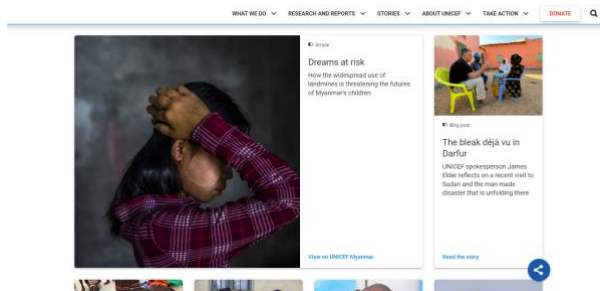 WHAT WE DO RESEARCH AND REPORTS STORIES ABOUT UNICEF TAKE ACTION DONATE
Article
Dreams at risk
How the widespread use of
landmines is threatening the futures
of Myanmar's children
View on UNICEF Myanmar
Blog post
The bleak déjà vu in
Darfur
UNICEF spokesperson James
Elder reflects on a recent visit to
Sudan and the man-made
disaster that is unfolding there
Read the story